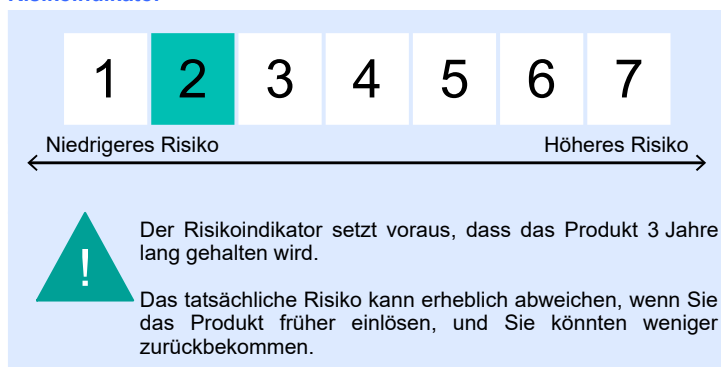 Risikoindikator
1 2 3 4 5 6 7
Niedrigeres Risiko Höheres Risiko
!
Der Risikoindikator setzt voraus, dass das Produkt 3 Jahre
lang gehalten wird.
Das tatsächliche Risiko kann erheblich abweichen, wenn Sie
das Produkt früher einlösen, und Sie könnten weniger
zurückbekommen.